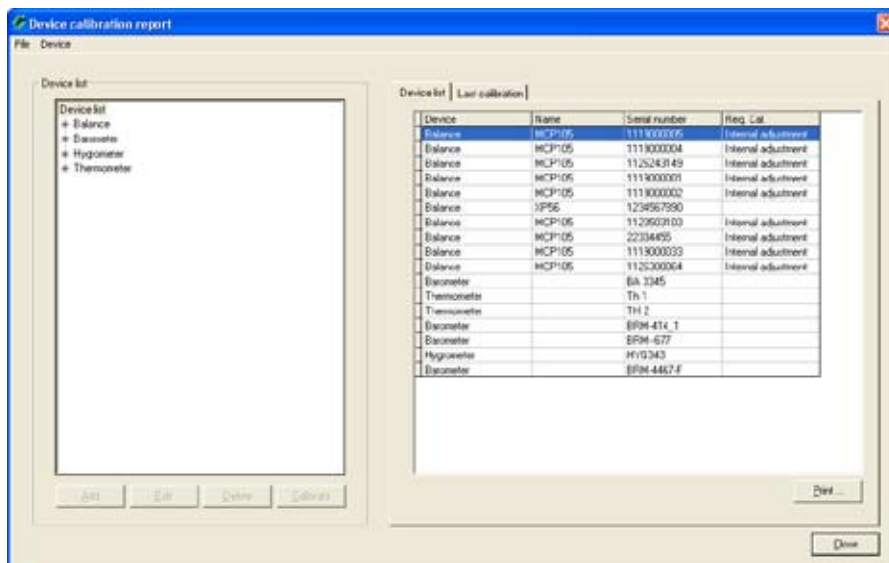 Device calibration report
File Device
Device list
Device list
+ Balance
+ Barometer
+ Hygrometer
+ Thermometer
Add Edit Delete Calibrate
Device list Last calibration
Device Name Serial number Req. Cal.
Balance MCP105 1119000005 Internal adjustment
Balance MCP105 1119000004 Internal adjustment
Balance MCP105 1126243149 Internal adjustment
Balance MCP105 1119000001 Internal adjustment
Balance MCP105 1119000002 Internal adjustment
Balance XP56 1234567890
Balance MCP105 Internal adjustment
Balance MCP105 22334455 Internal adjustment
Balance MCP105 1119000033 Internal adjustment
Balance MCP105 1126300064 Internal adjustment
Barometer BA 3345
Thermometer Th 1
Thermometer TH 2
Barometer BRM-414_1
Barometer BRM-677
Hygrometer HYG343
Barometer BRM-4467-F
Print...
Close